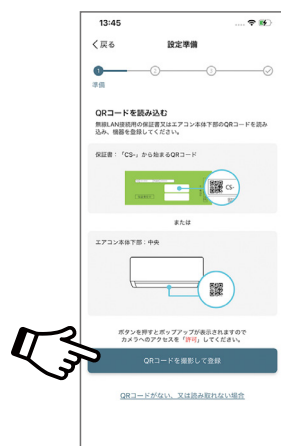 13:45
戻る 設定準備
1 2 3
準備
QRコードを読み込む
無線LAN接続用の保証書又はエアコン本体下部のQRコードを読み
込み、機器を登録してください。
保証書：「CS-」から始まるQRコード
CS-
または
エアコン本体下部：中央
ボタンを押すとポップアップが表示されますので
カメラへのアクセスを「許可」してください。
QRコードを撮影して登録
QRコードがない、又は読み取れない場合